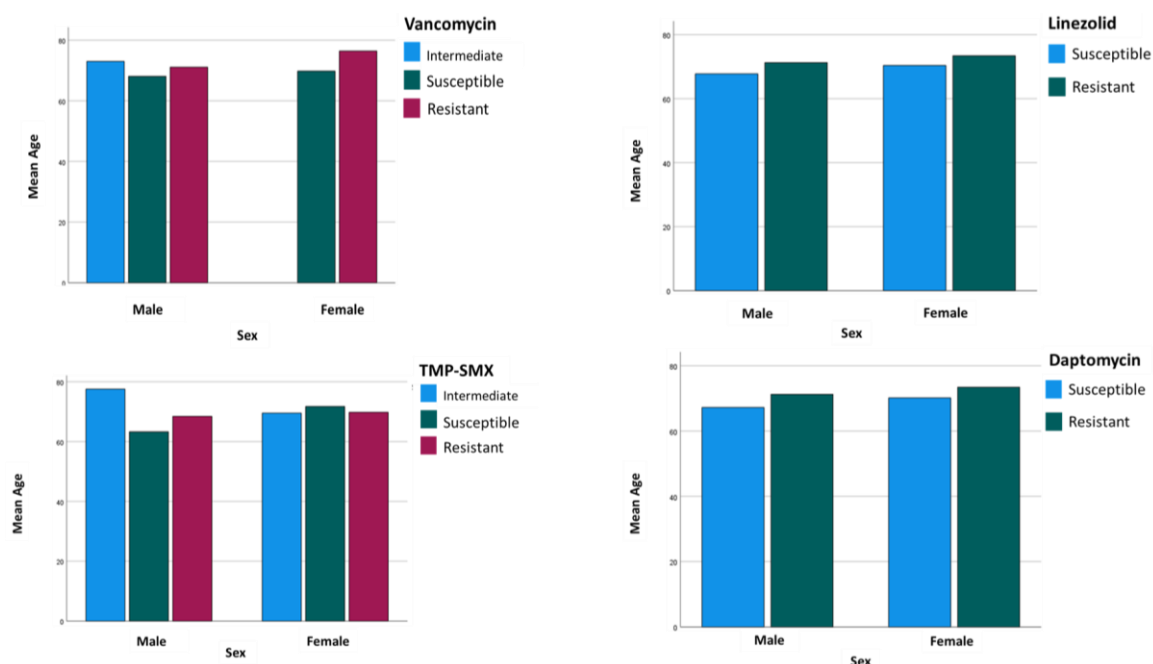 Vancomycin
Intermediate
Susceptible
Resistant
80
60
40
20
0
Mean Age
Male
Female
Sex
Linezolid
Susceptible
Resistant
80
60
40
20
0
Mean Age
Male
Female
Sex
TMP-SMX
Intermediate
Susceptible
Resistant
80
60
40
20
0
Mean Age
Male
Female
Sex
Daptomycin
Susceptible
Resistant
80
60
40
20
0
Mean Age
Male
Female
Sex